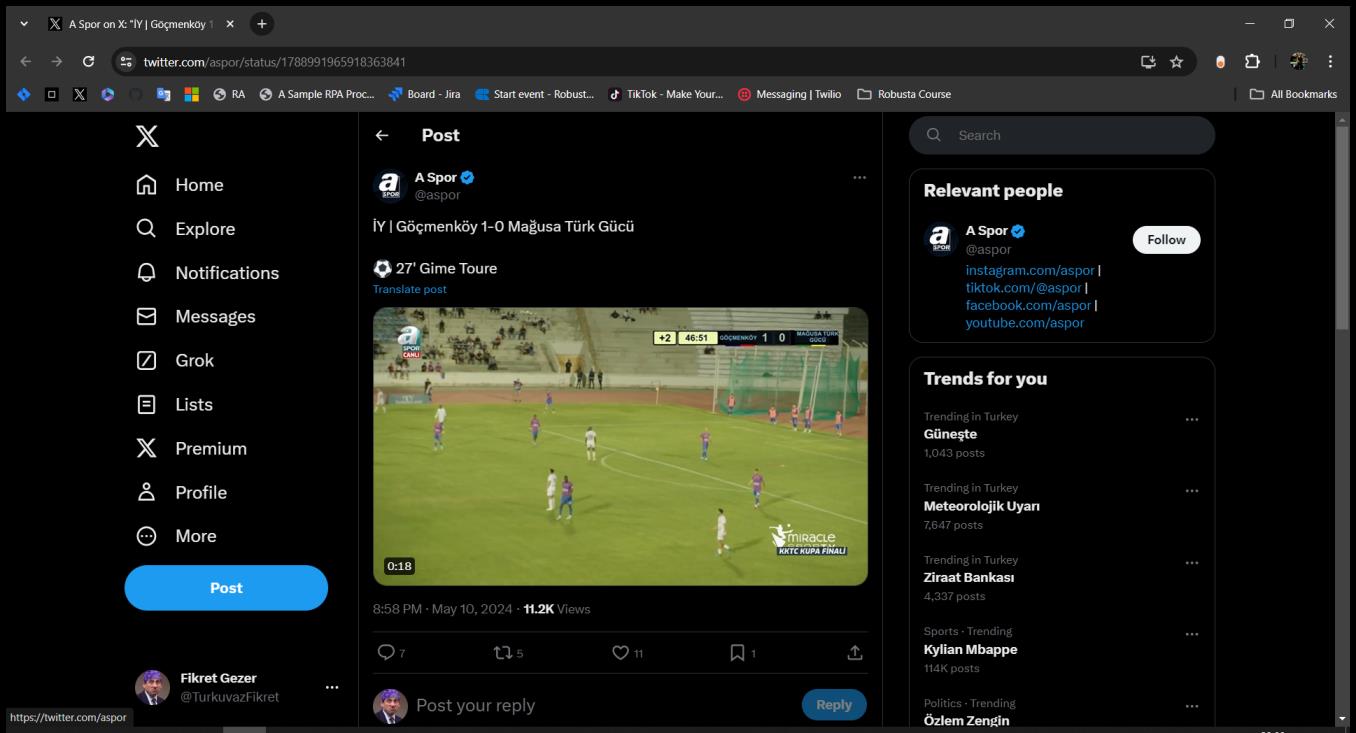 A Spor on X: "İY | Göçmenköy 1
twitter.com/aspor/status/1788991965918363841
RA
A Sample RPA Proc...
Board - Jira
Start event - Robust...
TikTok - Make Your...
Messaging | Twilio
Robusta Course
All Bookmarks
Home
Explore
Notifications
Messages
Grok
Lists
Premium
Profile
More
Post
Fikret Gezer
@TurkuvazFikret
https://twitter.com/aspor
Post
A Spor
@aspor
İY | Göçmenköy 1-0 Mağusa Türk Gücü
27' Gime Toure
Translate post
a
SPOR
CANLI
+2 46:51 GÖÇMENKÖY 1 0 MAĞUSA TÜRK GÜCÜ
MIRACLE
KKTC KUPA FİNALİ
0:18
8:58 PM · May 10, 2024 · 11.2K Views
7 5 11 1
Post your reply
Reply
Search
Relevant people
A Spor
@aspor
Follow
instagram.com/aspor |
tiktok.com/@aspor |
facebook.com/aspor |
youtube.com/aspor
Trends for you
Trending in Turkey
Güneşte
1,043 posts
Trending in Turkey
Meteorolojik Uyarı
7,647 posts
Trending in Turkey
Ziraat Bankası
4,337 posts
Sports · Trending
Kylian Mbappe
114K posts
Politics · Trending
Özlem Zengin